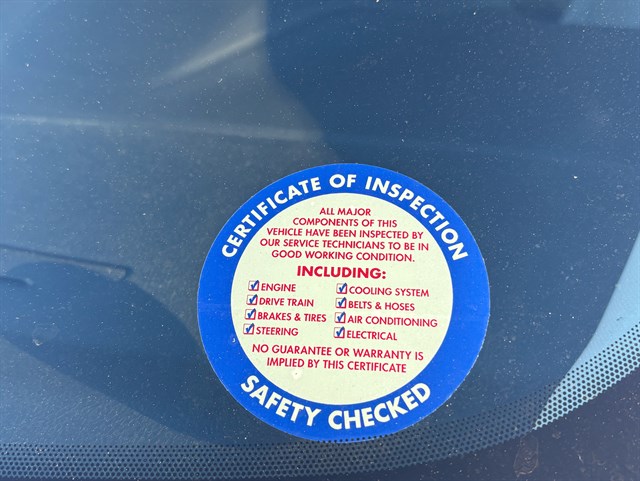 CERTIFICATE OF INSPECTION
ALL MAJOR
COMPONENTS OF THIS
VEHICLE HAVE BEEN INSPECTED BY
OUR SERVICE TECHNICIANS TO BE IN
GOOD WORKING CONDITION.
INCLUDING:
ENGINE
DRIVE TRAIN
BRAKES & TIRES
STEERING
COOLING SYSTEM
BELTS & HOSES
AIR CONDITIONING
ELECTRICAL
NO GUARANTEE OR WARRANTY IS
IMPLIED BY THIS CERTIFICATE
SAFETY CHECKED